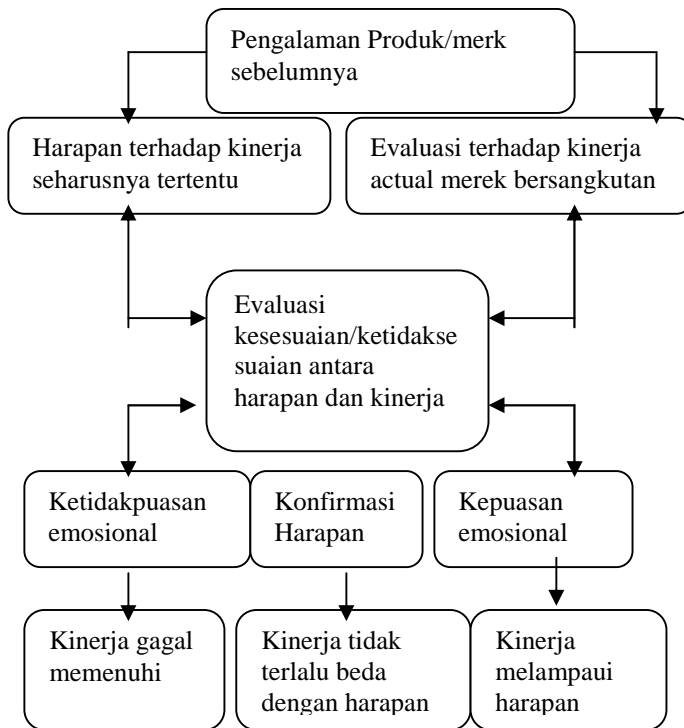 Pengalaman Produk/merk
sebelumnya
Harapan terhadap kinerja
seharusnya tertentu
Evaluasi terhadap kinerja
actual merek bersangkutan
Evaluasi
kesesuaian/ketidakse
suaian antara
harapan dan kinerja
Ketidakpuasan
emosional
Konfirmasi
Harapan
Kepuasan
emosional
Kinerja gagal
memenuhi
Kinerja tidak
terlalu beda
dengan harapan
Kinerja
melampaui
harapan